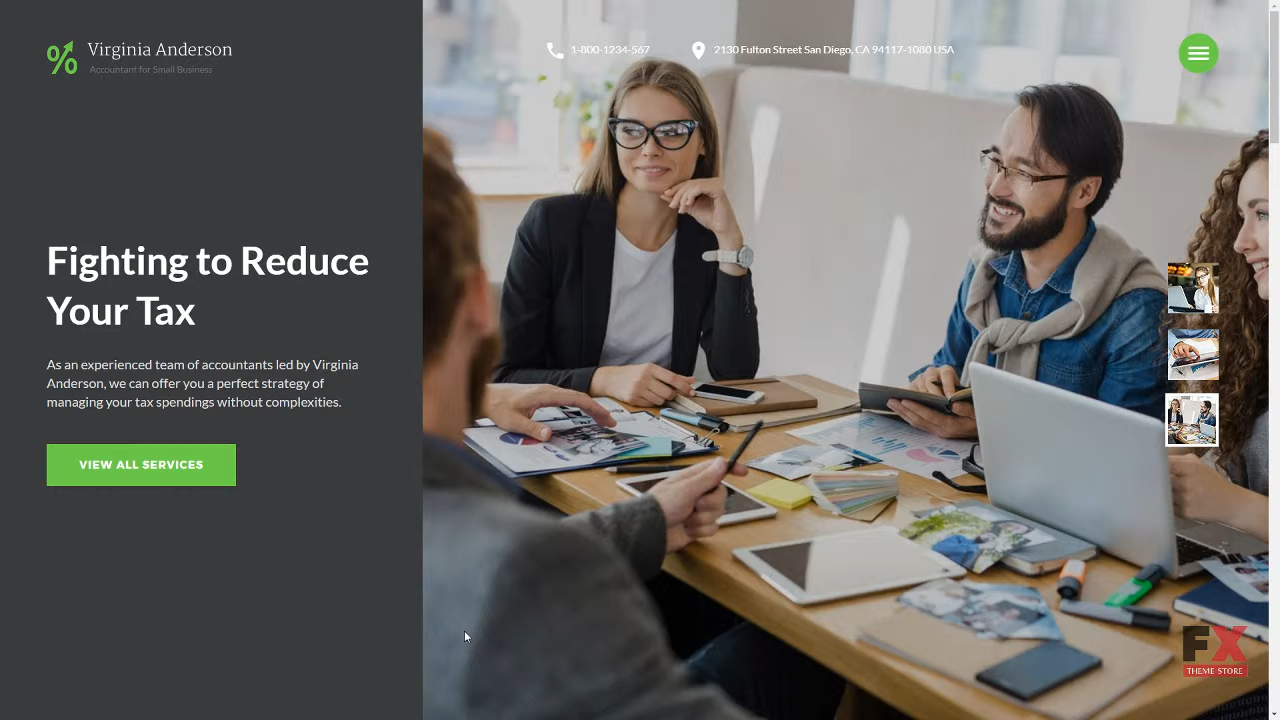 Virginia Anderson
Accountant for Small Business
1-800-1234-567
2130 Fulton Street San Diego, CA 94117-1080 USA
Fighting to Reduce
Your Tax
As an experienced team of accountants led by Virginia
Anderson, we can offer you a perfect strategy of
managing your tax spendings without complexities.
VIEW ALL SERVICES
FX
THEME STORE